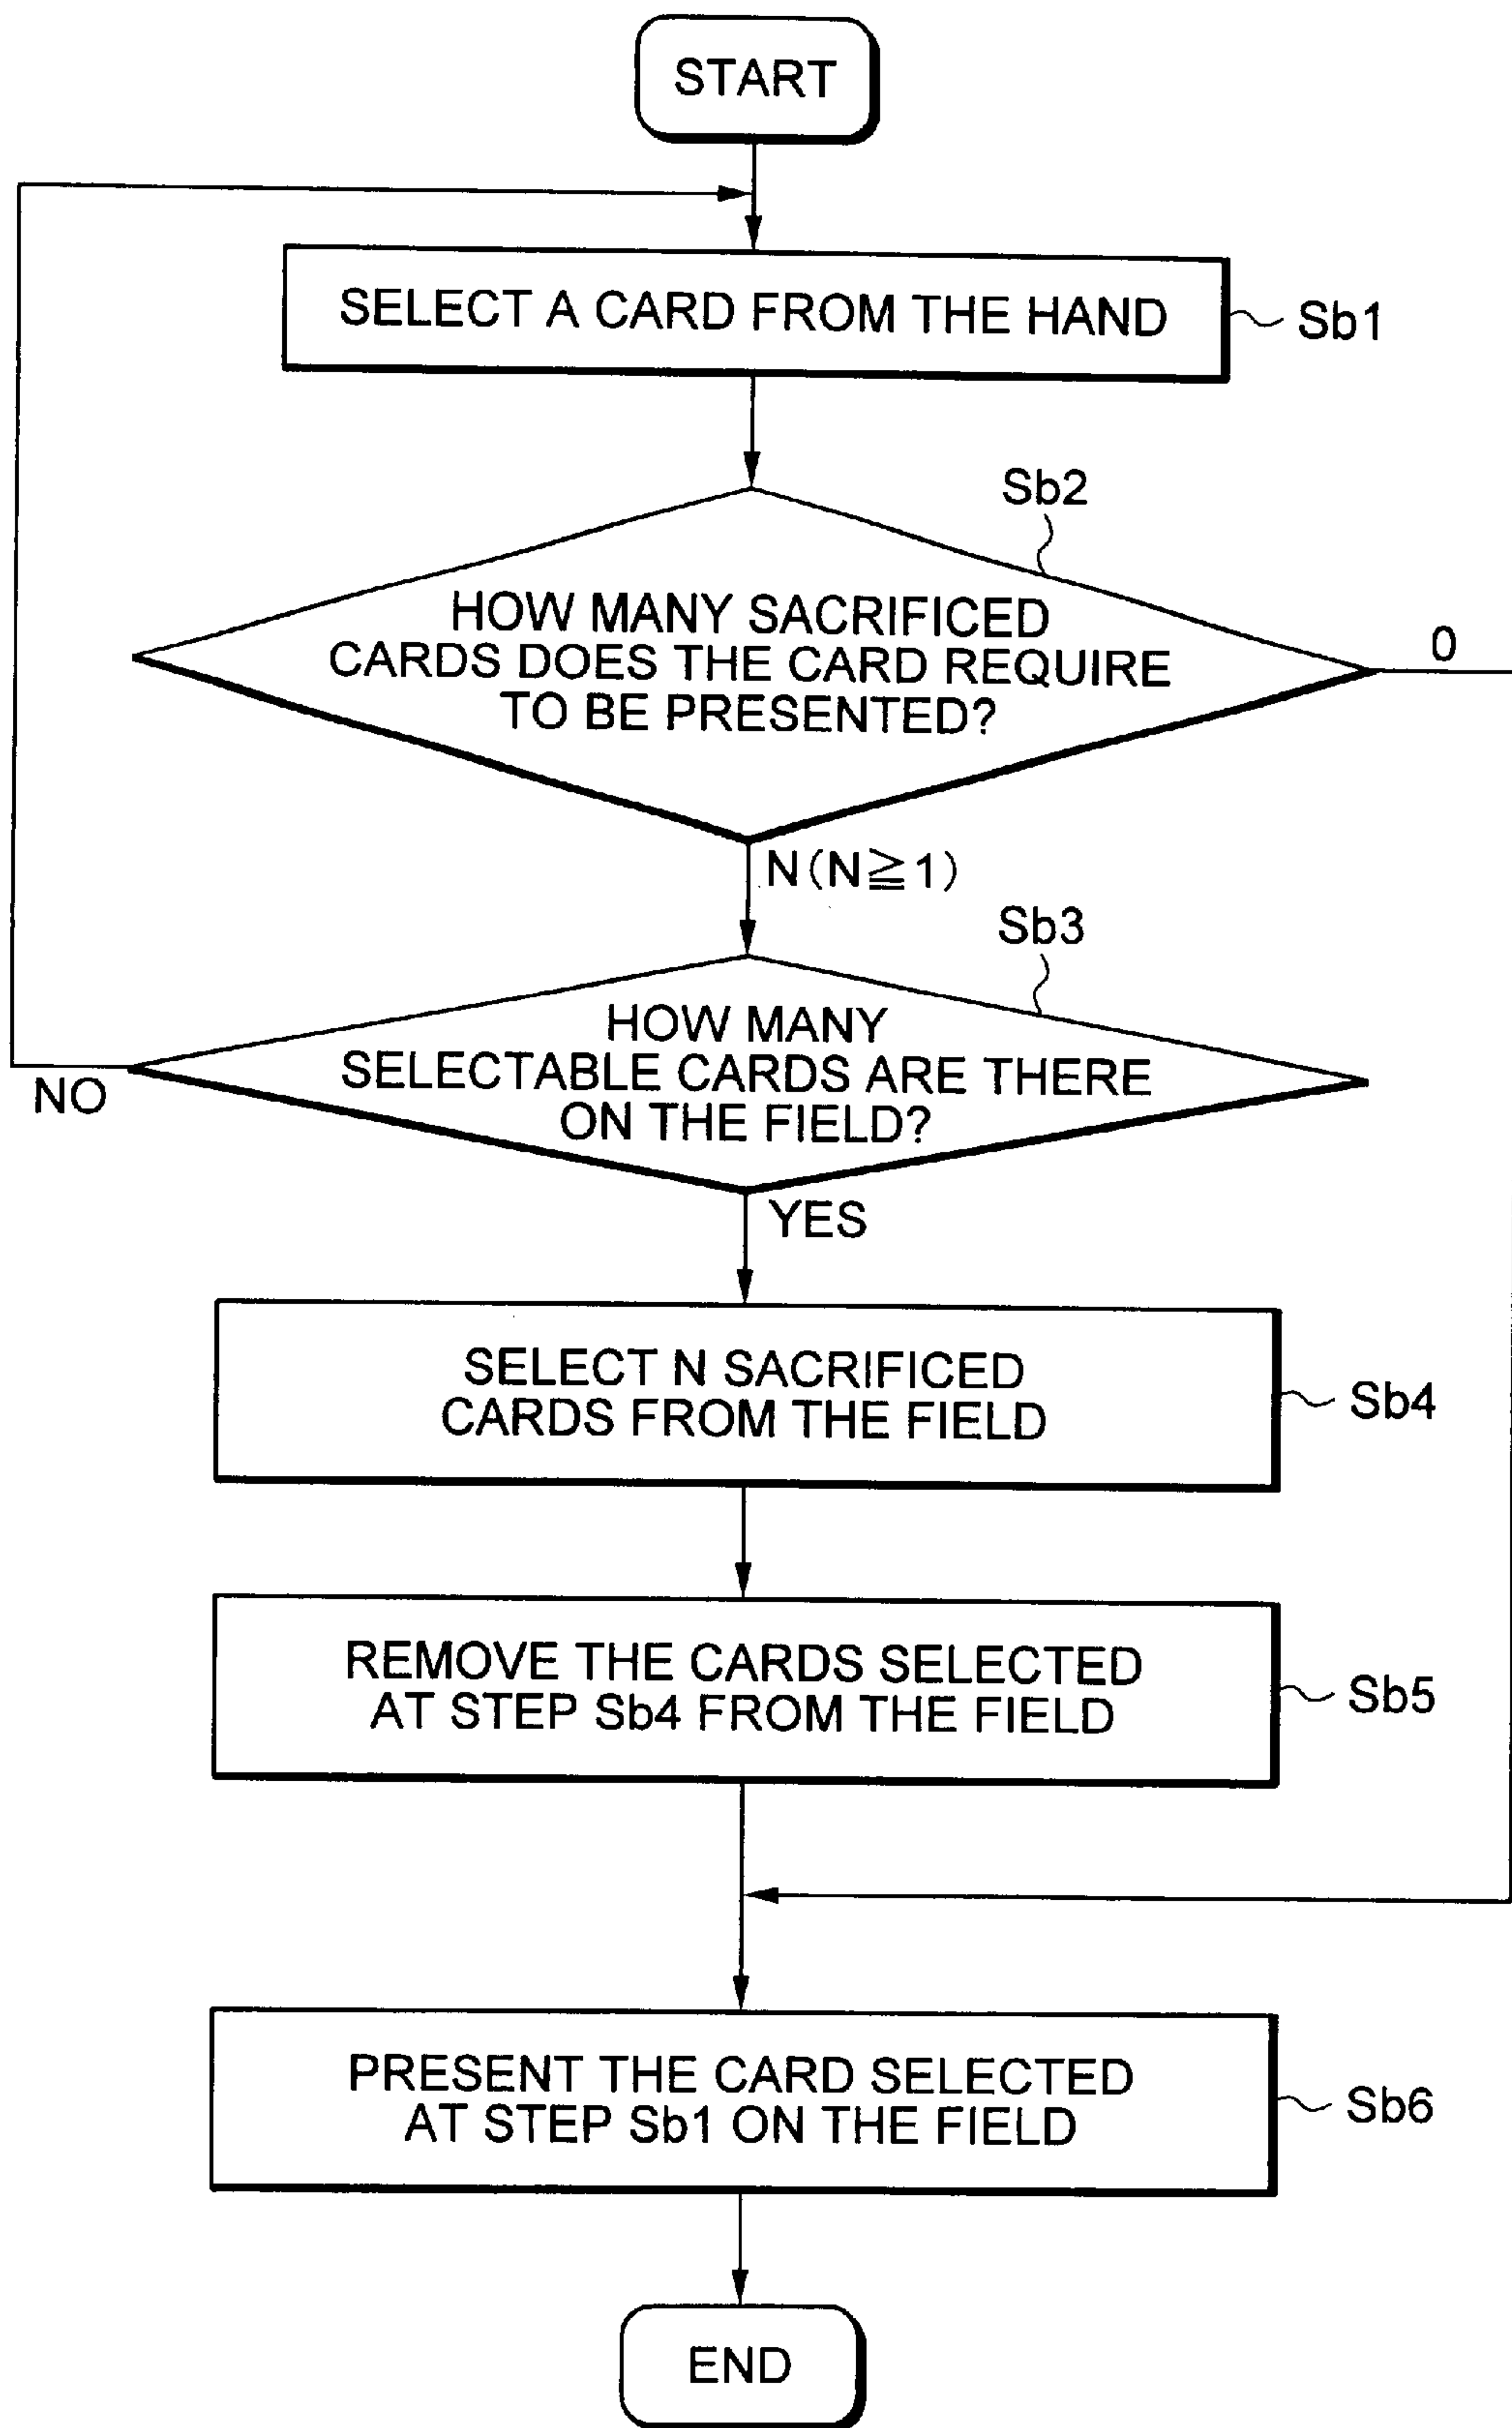 START
SELECT A CARD FROM THE HAND
Sb1
Sb2
HOW MANY SACRIFICED
CARDS DOES THE CARD REQUIRE
TO BE PRESENTED?
0
N(N≧1)
Sb3
HOW MANY
SELECTABLE CARDS ARE THERE
ON THE FIELD?
NO
YES
SELECT N SACRIFICED
CARDS FROM THE FIELD
Sb4
REMOVE THE CARDS SELECTED
AT STEP Sb4 FROM THE FIELD
Sb5
PRESENT THE CARD SELECTED
AT STEP Sb1 ON THE FIELD
Sb6
END